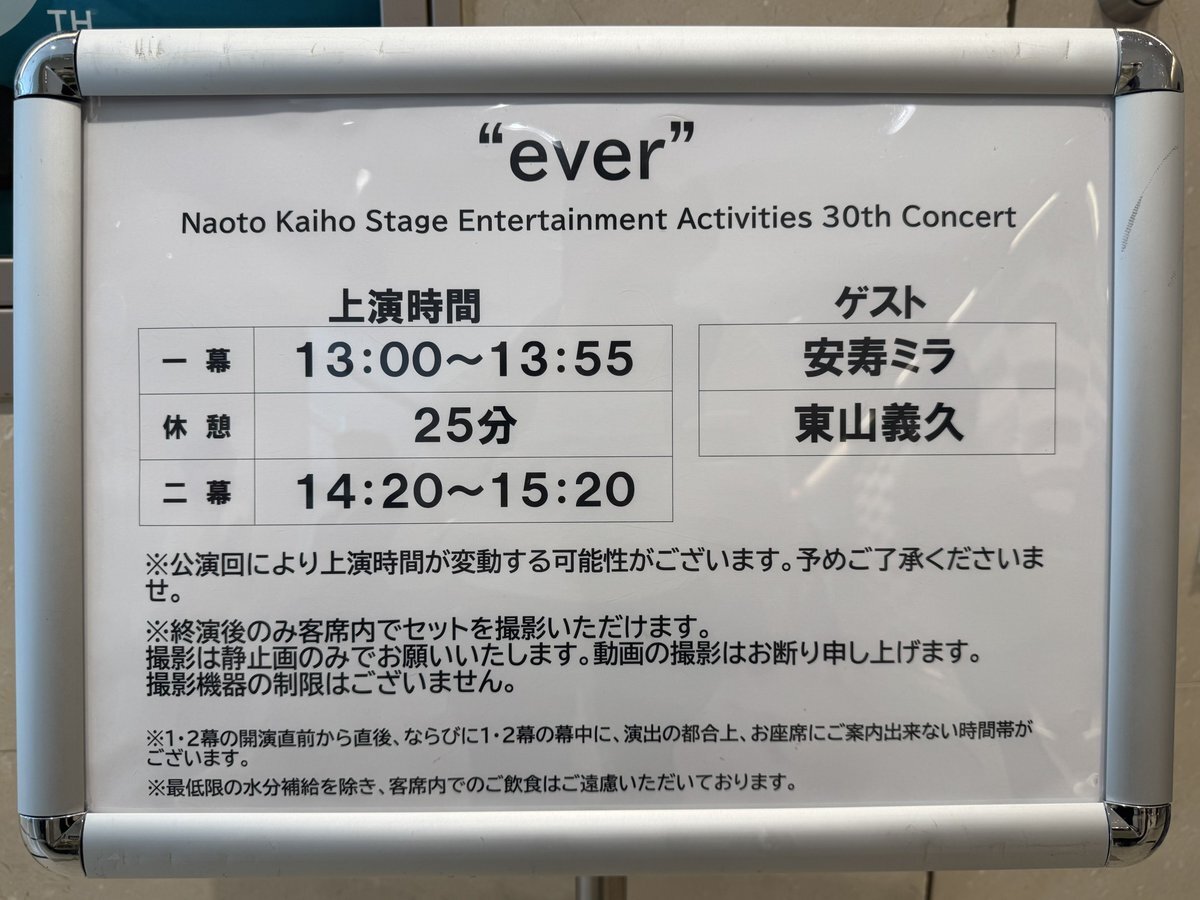 TH
“ever”
Naoto Kaiho Stage Entertainment Activities 30th Concert
上演時間
一幕 13:00～13:55
休憩 25分
二幕 14:20～15:20
ゲスト
安寿ミラ
東山義久
※公演回により上演時間が変動する可能性がございます。予めご了承くださいま
せ。
※終演後のみ客席内でセットを撮影いただけます。
撮影は静止画のみでお願いいたします。動画の撮影はお断り申し上げます。
撮影機器の制限はございません。
※1・2幕の開演直前から直後、ならびに1・2幕の幕中に、演出の都合上、お座席にご案内出来ない時間帯が
ございます。
※最低限の水分補給を除き、客席内でのご飲食はご遠慮いただいております。